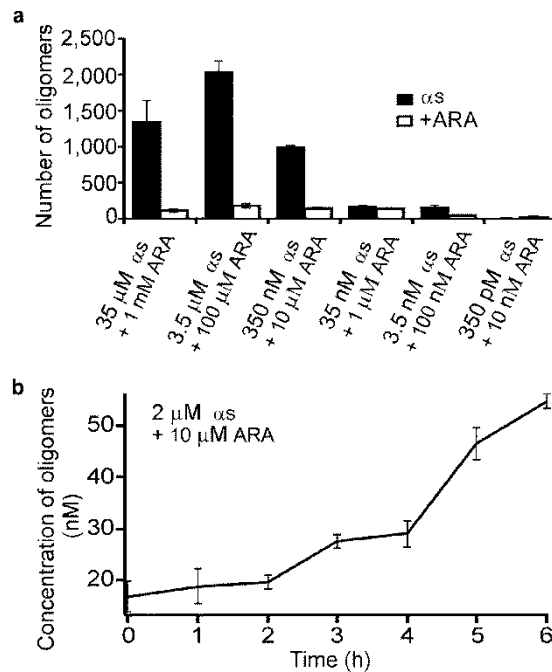 a
Number of oligomers
2,500
2,000
1,500
1,000
500
0
αs
+ARA
35 μM αs
+ 1 mM ARA
3.5 μM αs
+ 100 μM ARA
350 nM αs
+ 10 μM ARA
35 nM αs
+ 1 μM ARA
3.5 nM αs
+ 100 nM ARA
350 pM αs
+ 10 nM ARA
b
Concentration of oligomers
(nM)
2 μM αs
+ 10 μM ARA
50
30
20
0 1 2 3 4 5 6
Time (h)